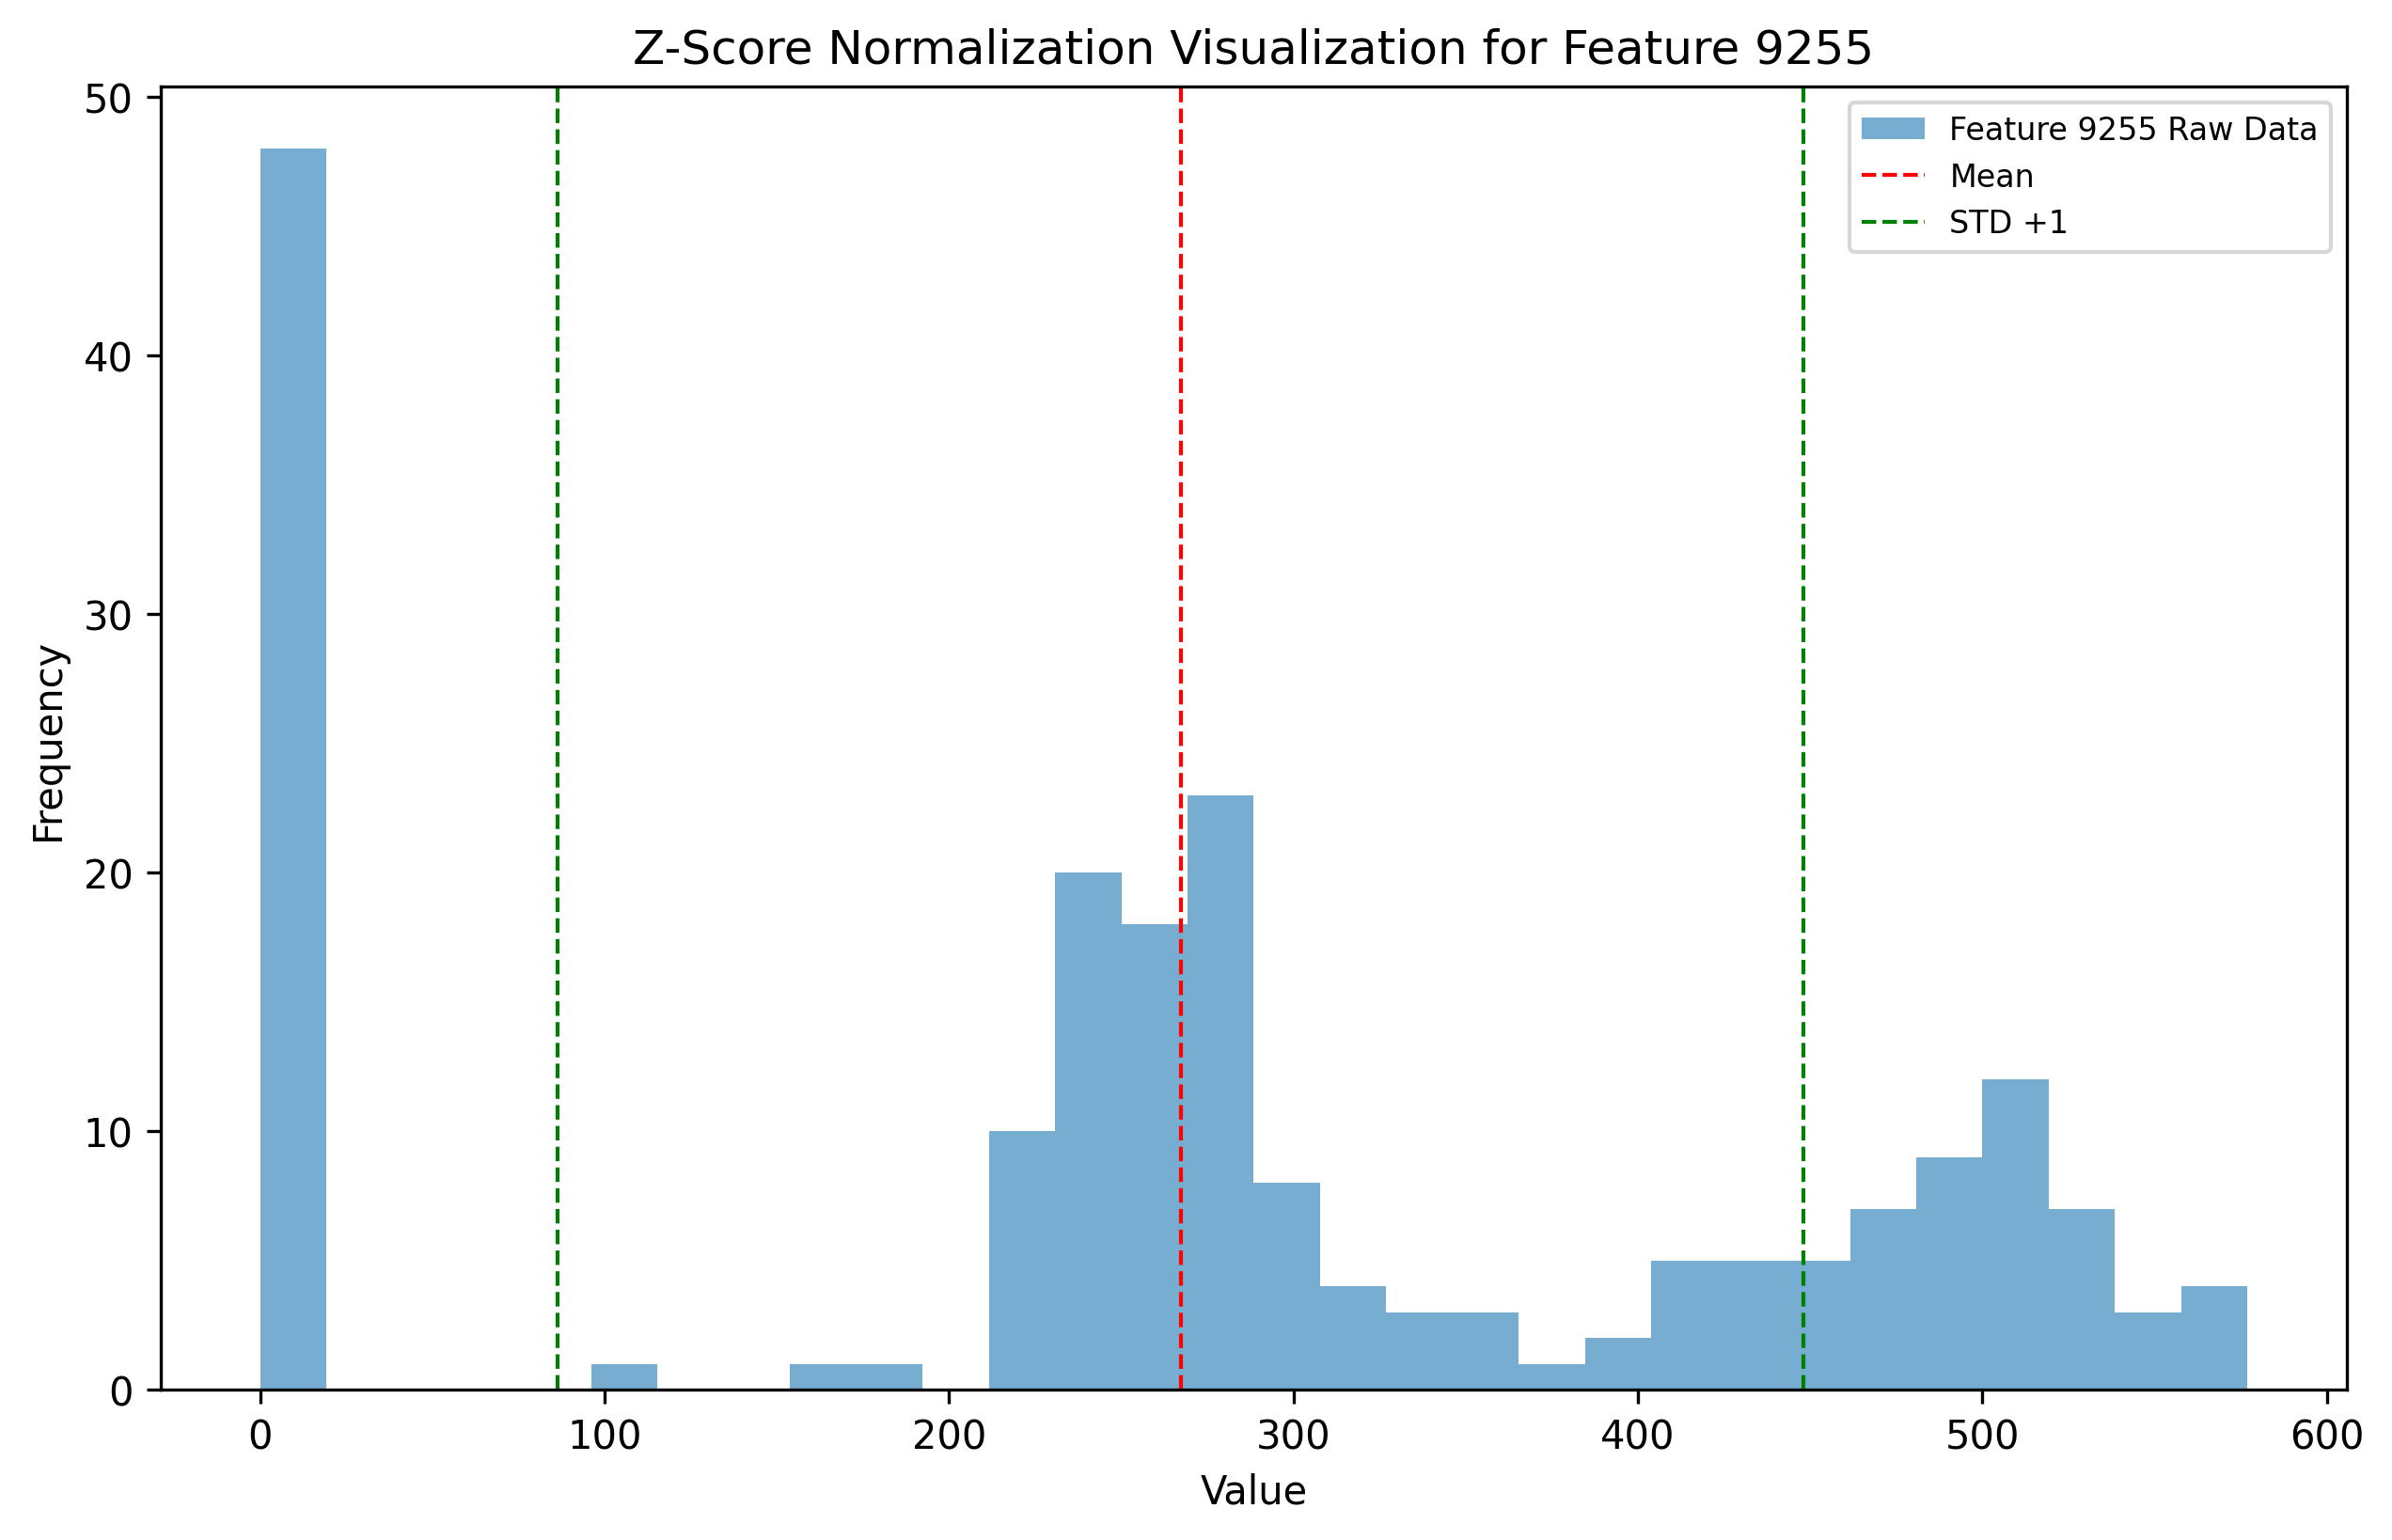 Z-Score Normalization Visualization for Feature 9255
Feature 9255 Raw Data
Mean
STD +1
50
40
30
20
10
0
Frequency
0 100 200 300 400 500 600
Value